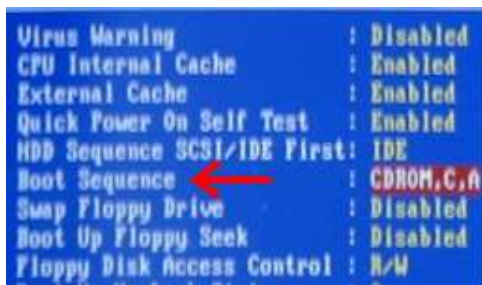 Virus Warning : Disabled
CPU Internal Cache : Enabled
External Cache : Enabled
Quick Power On Self Test : Enabled
HDD Sequence SCSI/IDE First: IDE
Boot Sequence : CDROM,C,A
Swap Floppy Drive : Disabled
Boot Up Floppy Seek : Disabled
Floppy Disk Access Control : R/W